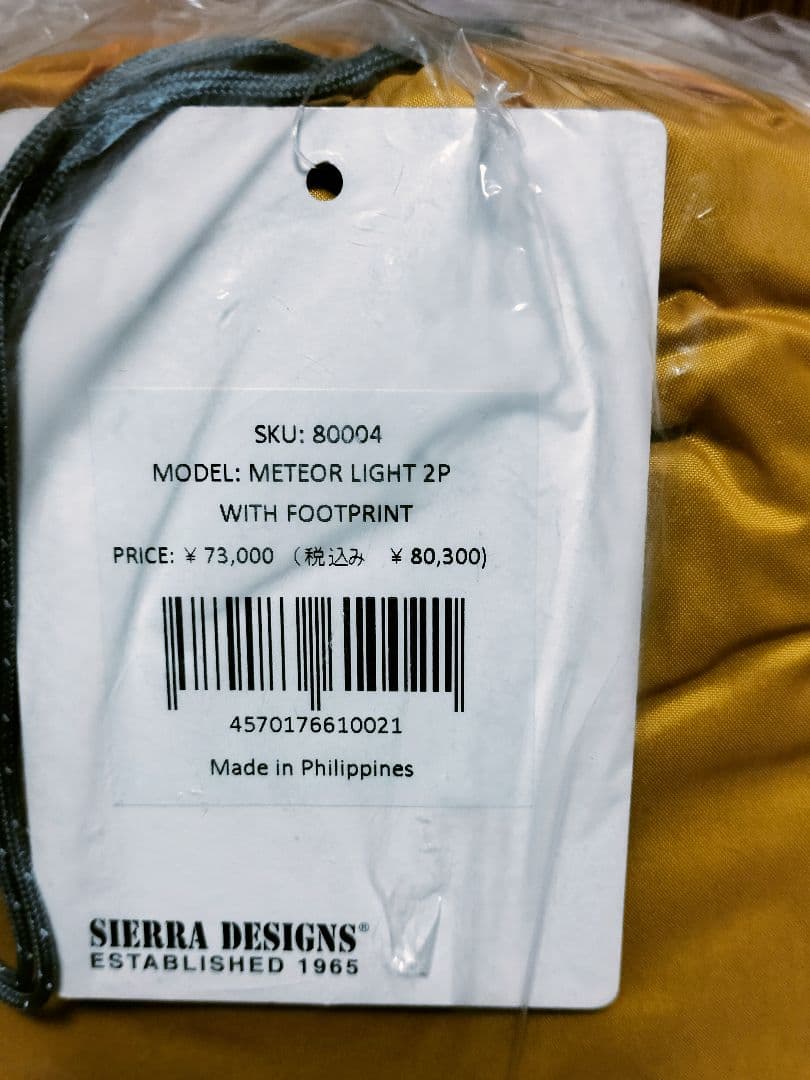 SKU: 80004
MODEL: METEOR LIGHT 2P
WITH FOOTPRINT
PRICE: ¥ 73,000 (税込み ¥ 80,300)
4570176610021
Made in Philippines
SIERRA DESIGNS®
ESTABLISHED 1965